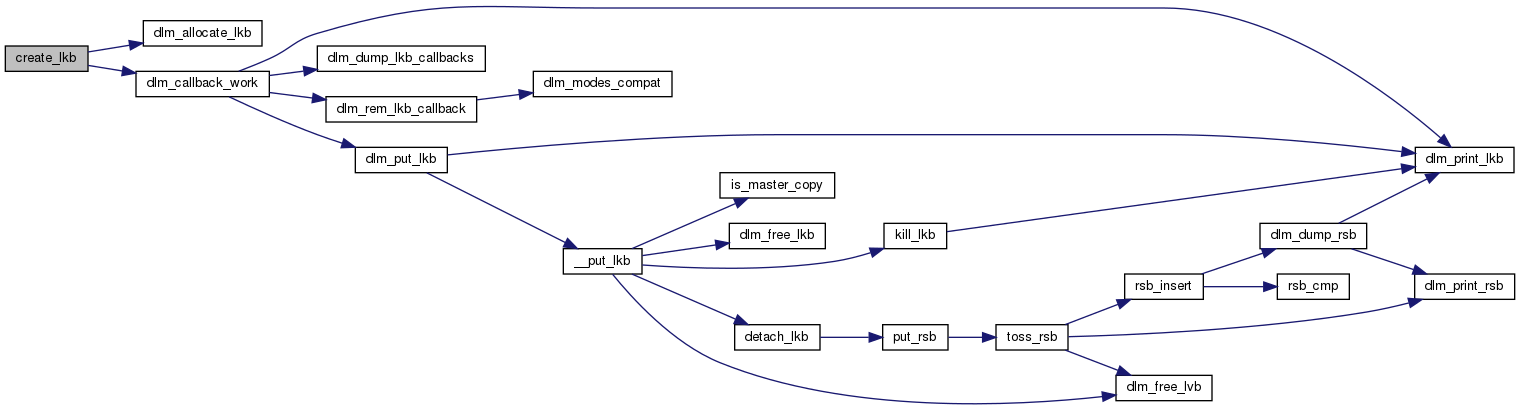 create_lkb
dlm_allocate_lkb
dlm_callback_work
dlm_dump_lkb_callbacks
dlm_rem_lkb_callback
dlm_modes_compat
dlm_put_lkb
dlm_print_lkb
__put_lkb
is_master_copy
dlm_free_lkb
kill_lkb
detach_lkb
put_rsb
toss_rsb
rsb_insert
dlm_dump_rsb
rsb_cmp
dlm_print_rsb
dlm_free_lvb